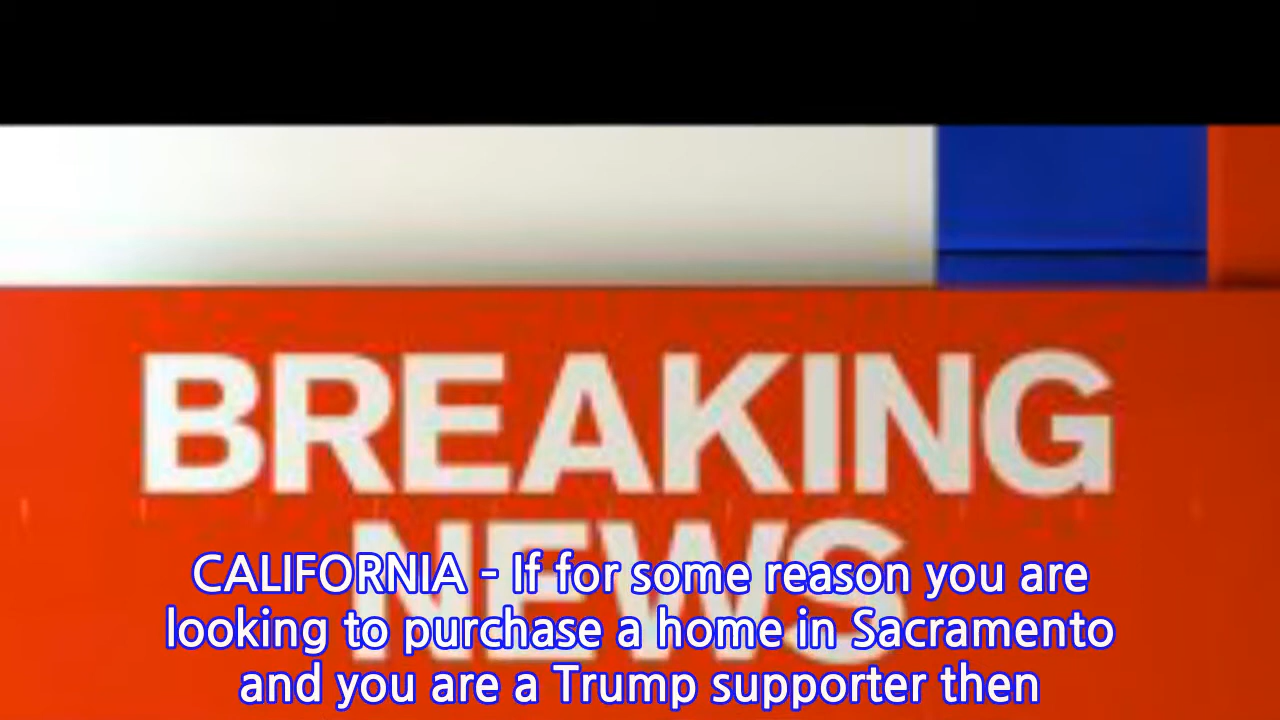 BREAKING
NEWS
CALIFORNIA - If for some reason you are
looking to purchase a home in Sacramento
and you are a Trump supporter then